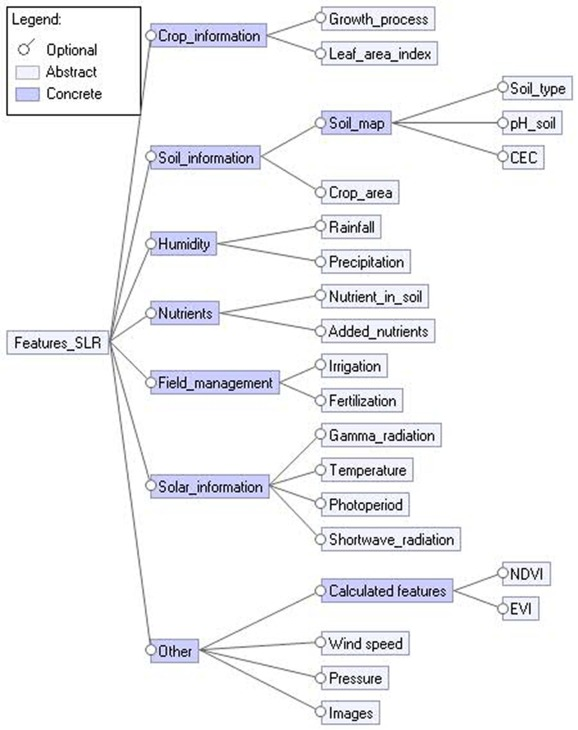 Legend:
Optional
Abstract
Concrete
Features_SLR
Crop_information
Growth_process
Leaf_area_index
Soil_information
Soil_map
Soil_type
pH_soil
CEC
Crop_area
Humidity
Rainfall
Precipitation
Nutrients
Nutrient_in_soil
Added_nutrients
Field_management
Irrigation
Fertilization
Solar_information
Gamma_radiation
Temperature
Photoperiod
Shortwave_radiation
Other
Calculated features
NDVI
EVI
Wind speed
Pressure
Images